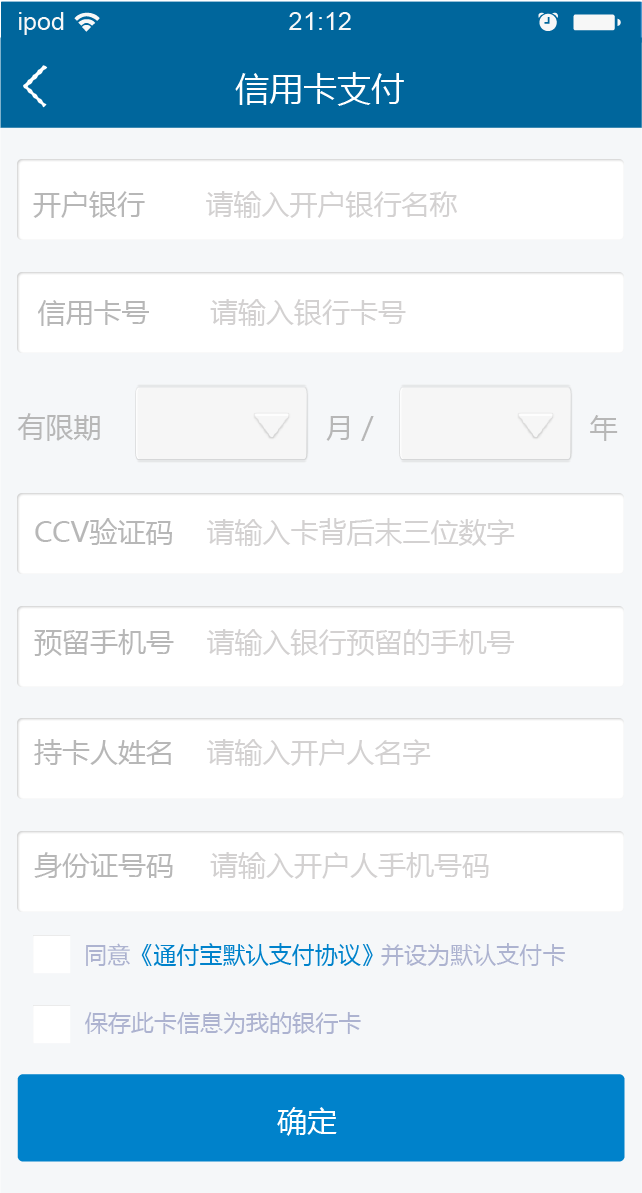 ipod 21:12
信用卡支付
开户银行 请输入开户银行名称
信用卡号 请输入银行卡号
有限期 月 / 年
CCV验证码 请输入卡背后末三位数字
预留手机号 请输入银行预留的手机号
持卡人姓名 请输入开户人名字
身份证号码 请输入开户人手机号码
同意《通付宝默认支付协议》并设为默认支付卡
保存此卡信息为我的银行卡
确定